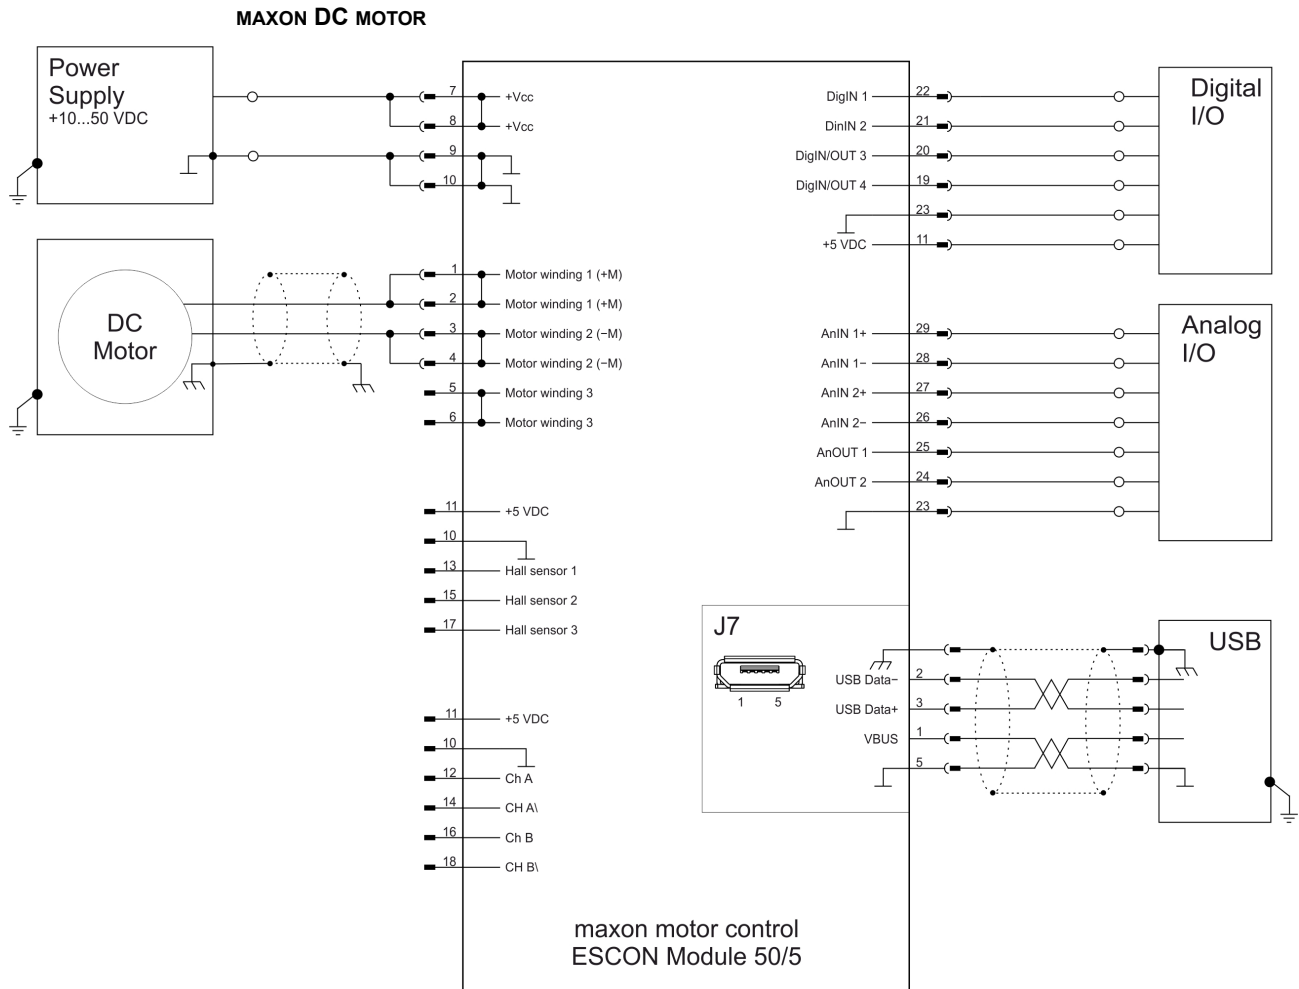 MAXON DC MOTOR
Power
Supply
+10...50 VDC
7 +Vcc
8 +Vcc
9
10
DC
Motor
1 Motor winding 1 (+M)
2 Motor winding 1 (+M)
3 Motor winding 2 (−M)
4 Motor winding 2 (−M)
5 Motor winding 3
6 Motor winding 3
11 +5 VDC
10
13 Hall sensor 1
15 Hall sensor 2
17 Hall sensor 3
11 +5 VDC
10
12 Ch A
14 CH A\
16 Ch B
18 CH B\
DigIN 1 22
DinIN 2 21
DigIN/OUT 3 20
DigIN/OUT 4 19
23
+5 VDC 11
Digital
I/O
AnIN 1+ 29
AnIN 1− 28
AnIN 2+ 27
AnIN 2− 26
AnOUT 1 25
AnOUT 2 24
23
Analog
I/O
J7
1 5
USB Data− 2
USB Data+ 3
VBUS 1
5
USB
maxon motor control
ESCON Module 50/5